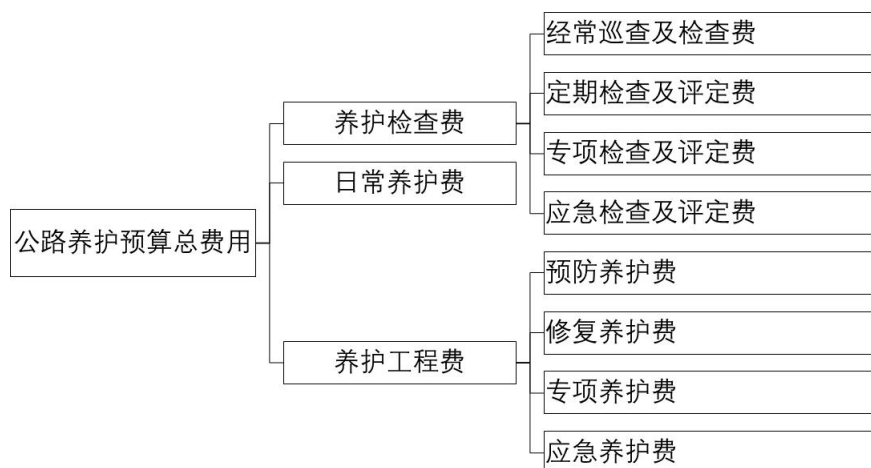 公路养护预算总费用
养护检查费
经常巡查及检查费
定期检查及评定费
专项检查及评定费
应急检查及评定费
日常养护费
养护工程费
预防养护费
修复养护费
专项养护费
应急养护费